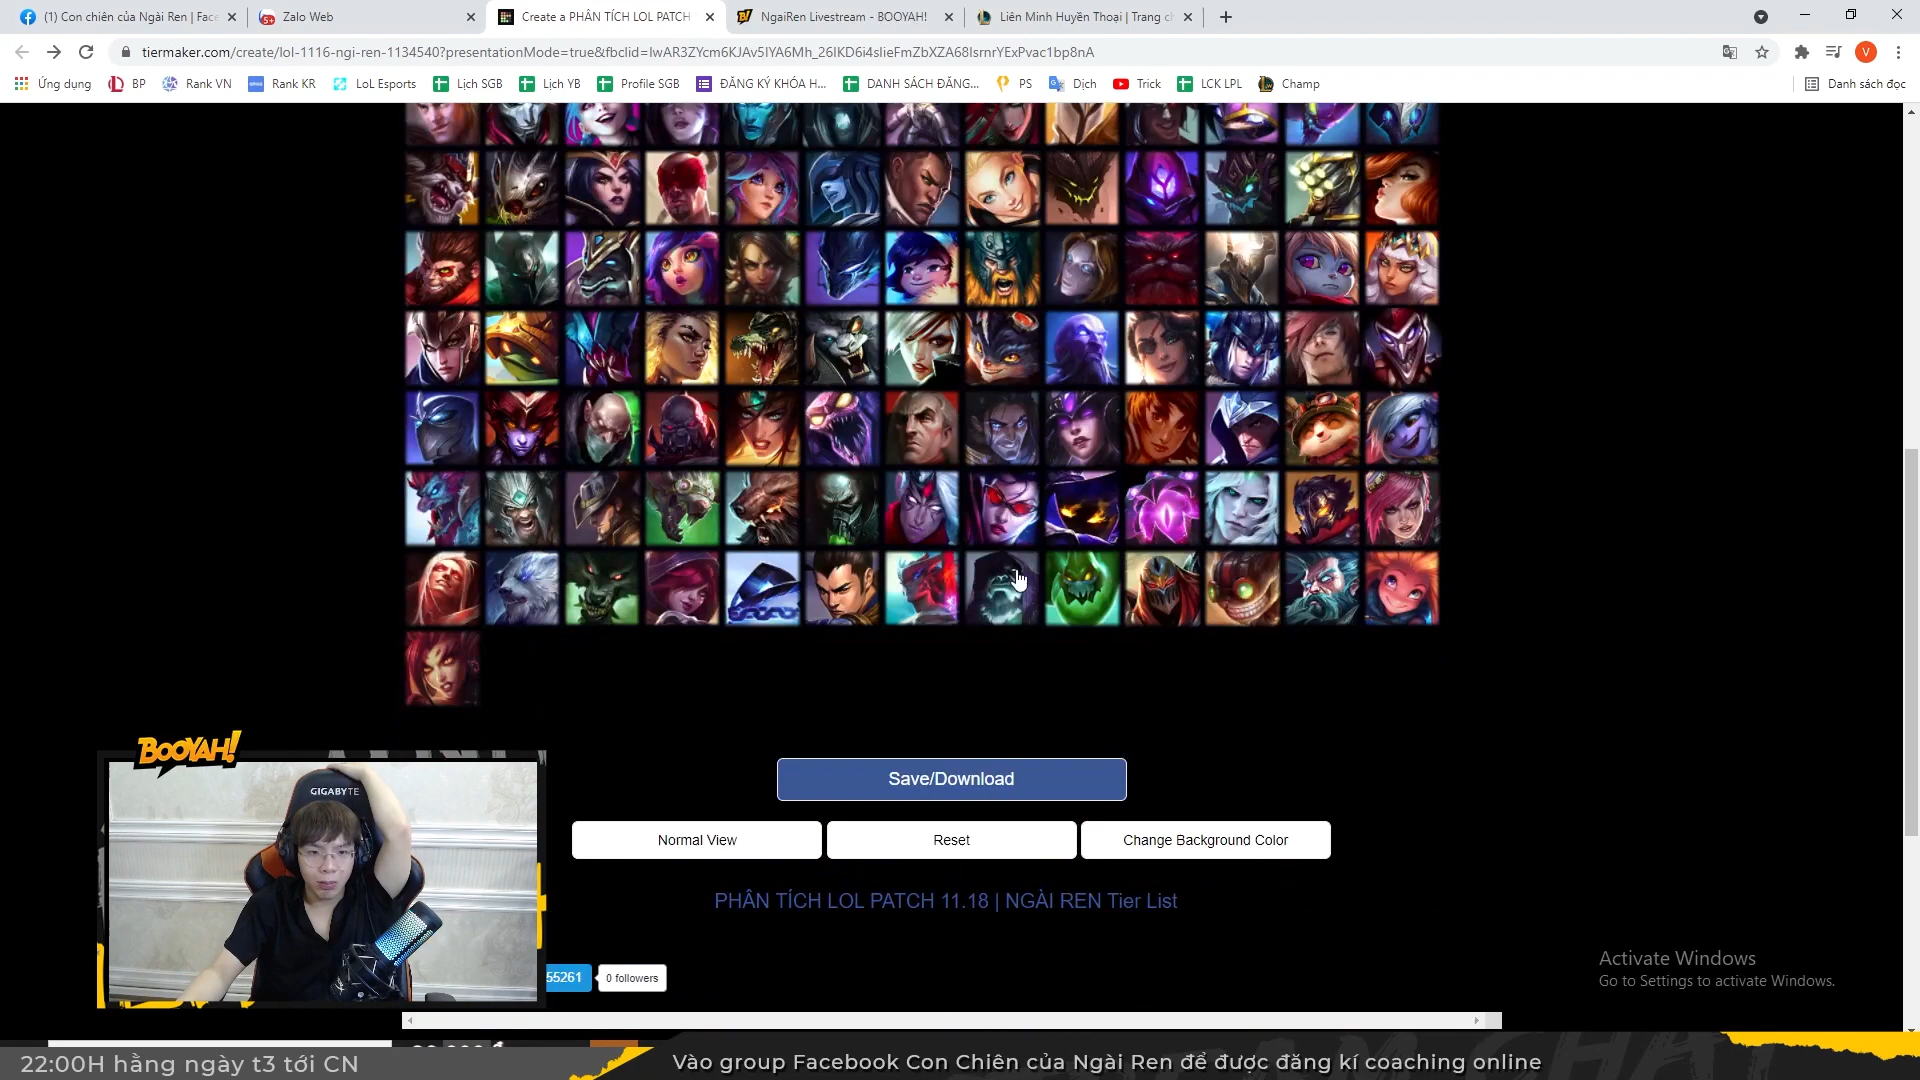 (1) Con chiên của Ngài Ren | Face
Zalo Web
Create a PHÂN TÍCH LOL PATCH
NgaiRen Livestream - BOOYAH!
Liên Minh Huyền Thoại | Trang ch
tiermaker.com/create/lol-1116-ngi-ren-1134540?presentationMode=true&fbclid=IwAR3ZYcm6KJAv5IYA6Mh_26IKD6i4slieFmZbXZA68IsrnrYExPvac1bp8nA
V
Ứng dụng
BP
Rank VN
Rank KR
LoL Esports
Lịch SGB
Lịch YB
Profile SGB
ĐĂNG KÝ KHÓA H...
DANH SÁCH ĐĂNG...
PS
Dịch
Trick
LCK LPL
Champ
Danh sách đọc
BOOYAH!
GIGABYTE
Save/Download
Normal View
Reset
Change Background Color
PHÂN TÍCH LOL PATCH 11.18 | NGÀI REN Tier List
55261
0 followers
Activate Windows
Go to Settings to activate Windows.
22:00H hằng ngày t3 tới CN
Vào group Facebook Con Chiên của Ngài Ren để được đăng kí coaching online